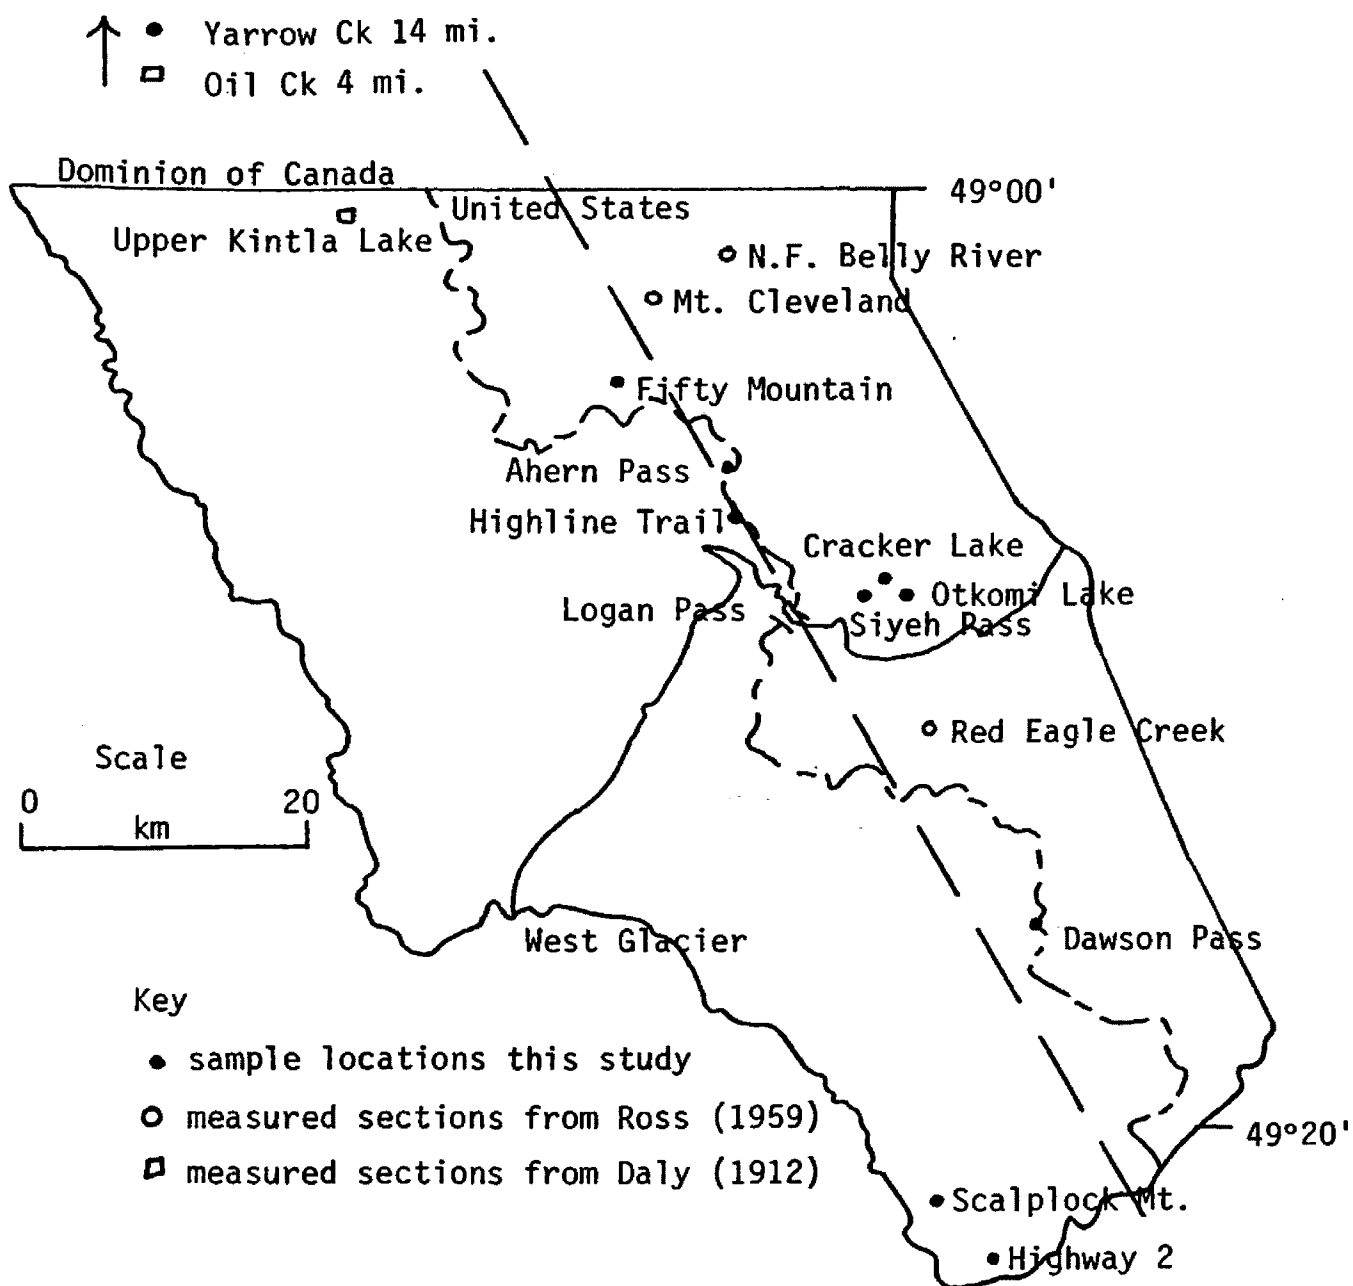 Yarrow Ck 14 mi.
Oil Ck 4 mi.
Dominion of Canada
49°00'
United States
Upper Kintla Lake
N.F. Belly River
Mt. Cleveland
Fifty Mountain
Ahern Pass
Highline Trail
Cracker Lake
Otkomi Lake
Logan Pass
Siyeh Pass
Red Eagle Creek
Scale
0 20
km
West Glacier
Dawson Pass
Key
sample locations this study
measured sections from Ross (1959)
49°20'
measured sections from Daly (1912)
Scalplock Mt.
Highway 2